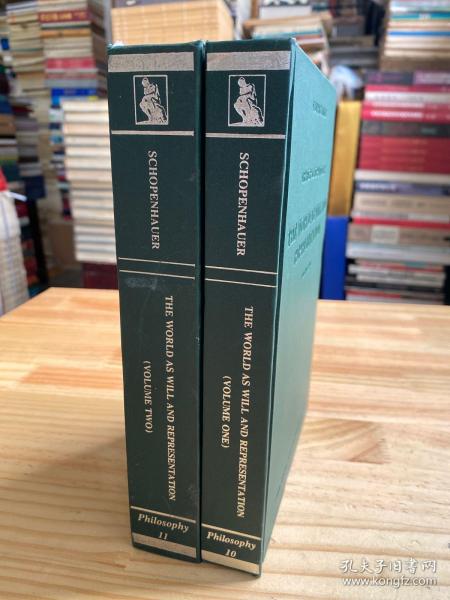 SCHOPENHAUER
THE WORLD AS WILL AND REPRESENTATION
(VOLUME TWO)
Philosophy
11
SCHOPENHAUER
THE WORLD AS WILL AND REPRESENTATION
(VOLUME ONE)
Philosophy
10
孔夫子旧书网
www.kongfz.com